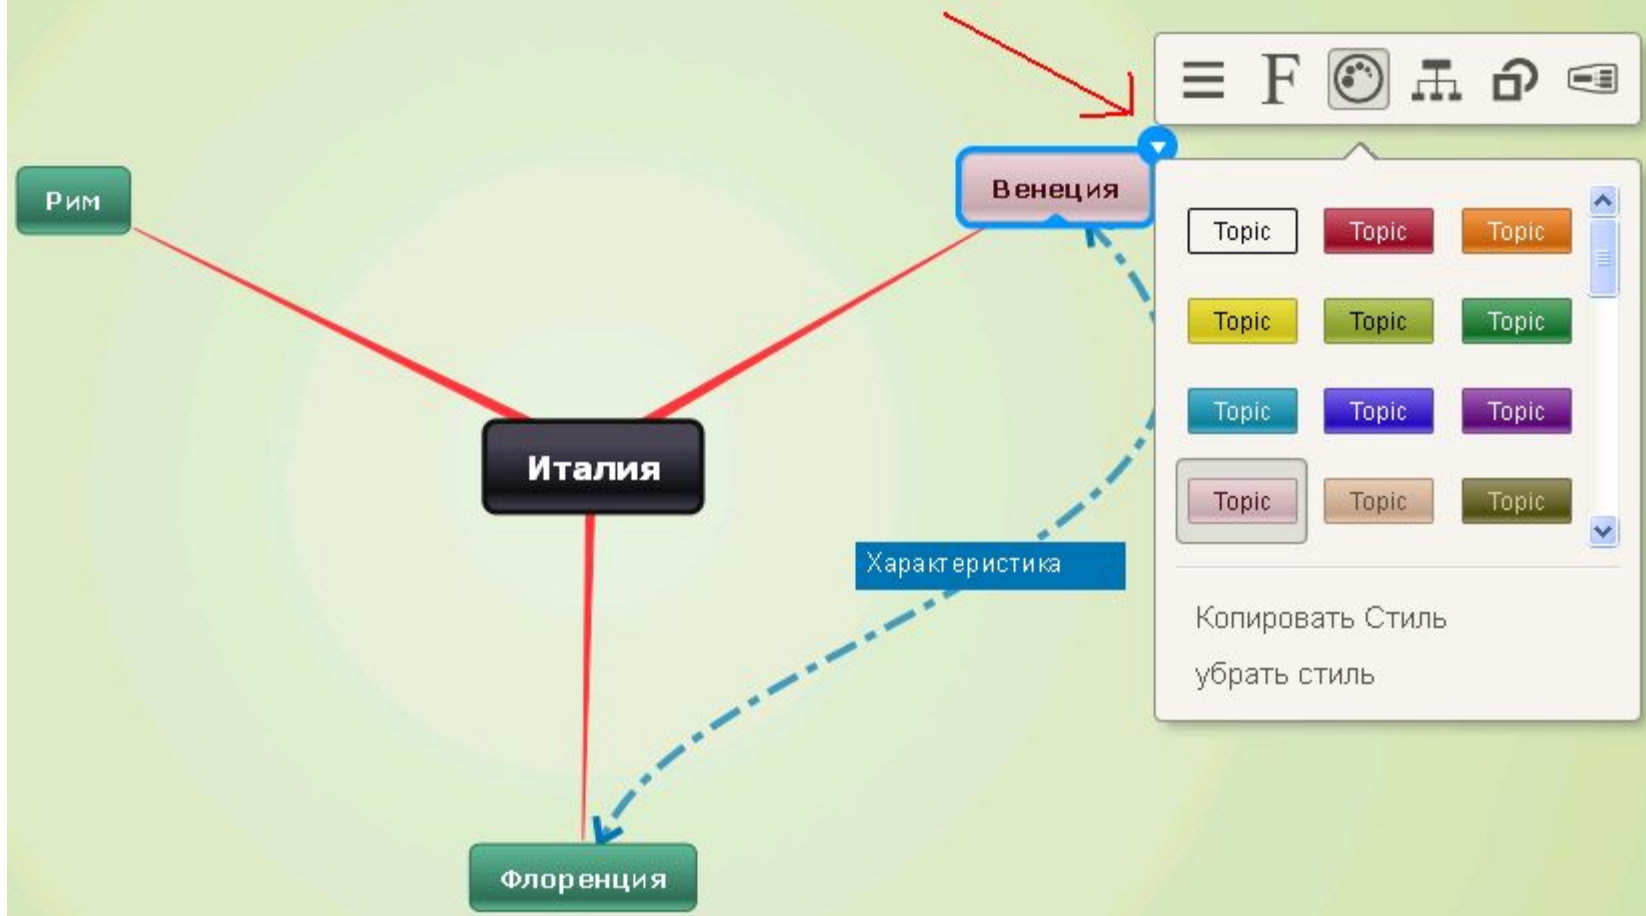 F
Рим
Венеция
Topic Topic Topic
Topic Topic Topic
Topic Topic Topic
Topic Topic Topic
Италия
Характеристика
Копировать Стиль
убрать стиль
Флоренция